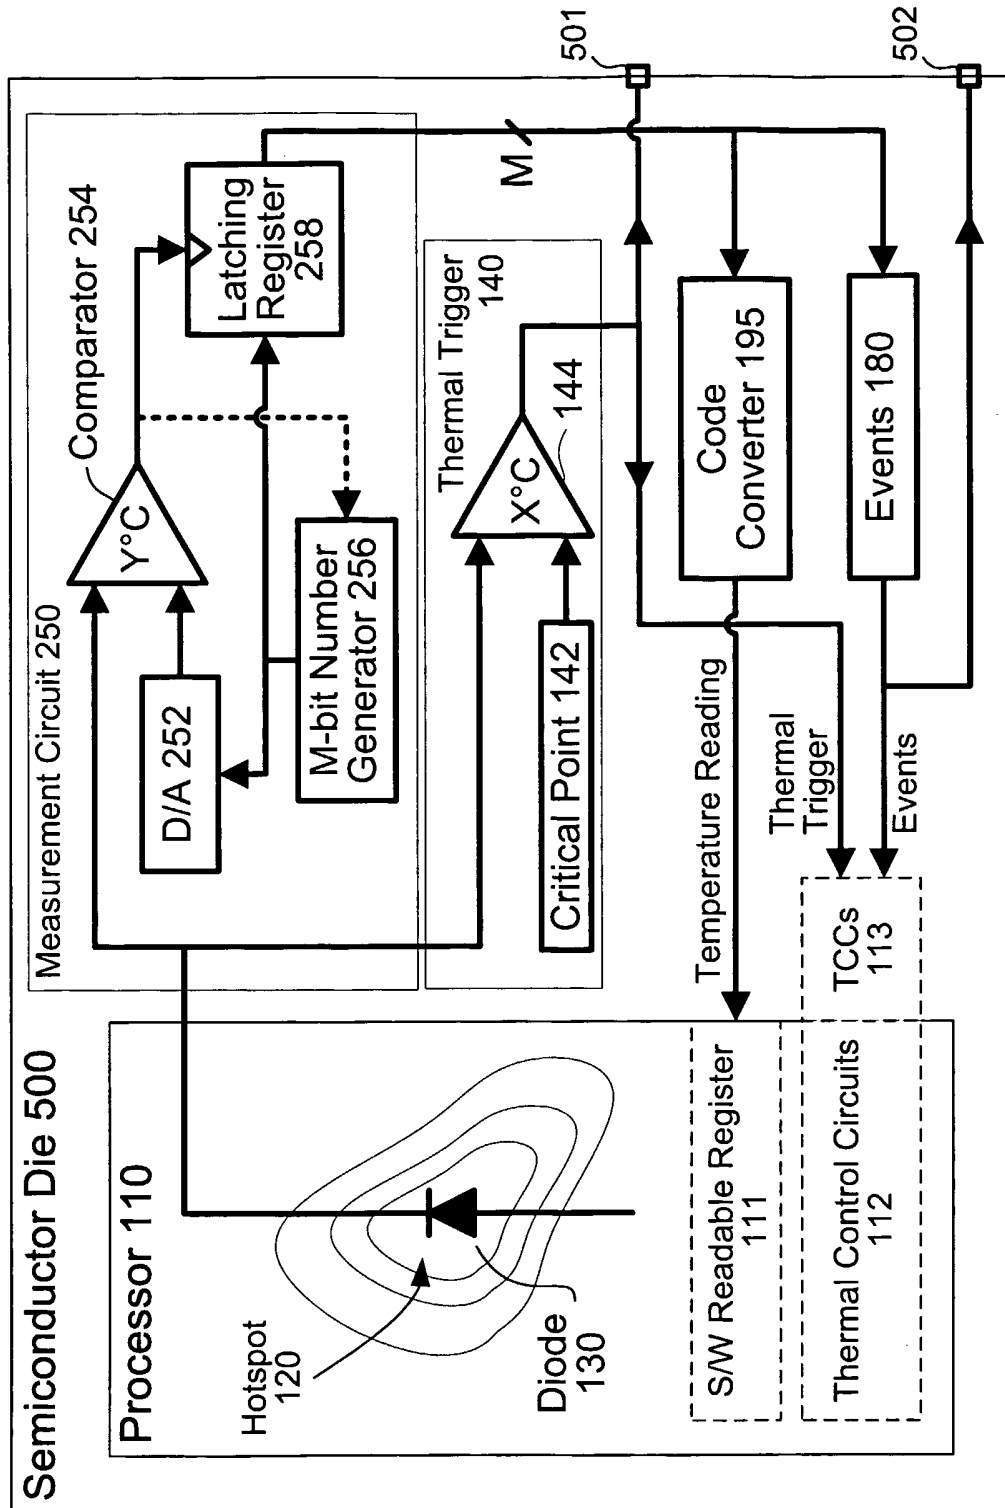 Semiconductor Die 500
Processor 110
Hotspot
120
Diode
130
S/W Readable Register
111
Thermal Control Circuits
112
TCCs
113
Measurement Circuit 250
D/A 252
M-bit Number
Generator 256
Y°C
Comparator 254
Latching
Register
258
Thermal Trigger
140
Critical Point 142
X°C
144
M
Temperature Reading
Code
Converter 195
Thermal
Trigger
Events
Events 180
501
502